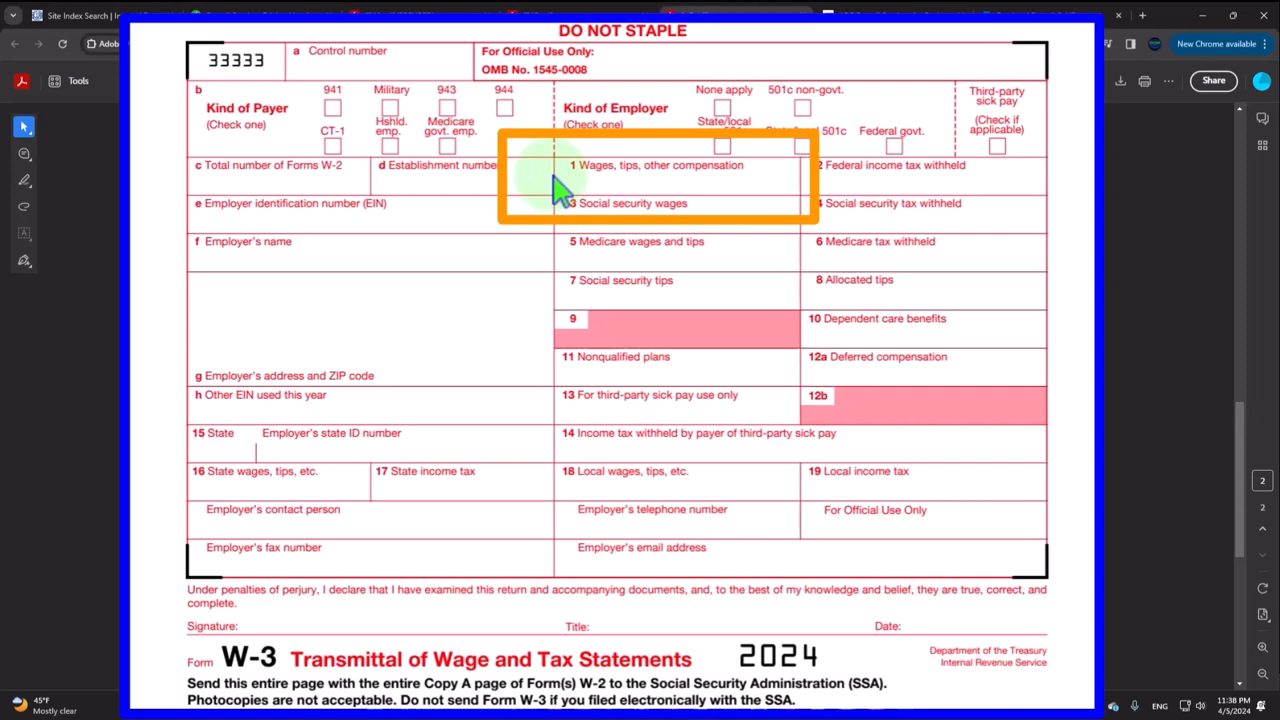 Site Index Search |
New Chrome available
Adob
Tools
Share
DO NOT STAPLE
33333
a Control number
For Official Use Only:
OMB No. 1545-0008
b
Kind of Payer
(Check one)
941 Military 943 944
CT-1 Hshld. emp. Medicare govt. emp.
Kind of Employer
(Check one)
None apply 501c non-govt.
State/local
501c Federal govt.
Third-party
sick pay
(Check if
applicable)
c Total number of Forms W-2
d Establishment number
1 Wages, tips, other compensation
2 Federal income tax withheld
e Employer identification number (EIN)
3 Social security wages
4 Social security tax withheld
f Employer's name
5 Medicare wages and tips
6 Medicare tax withheld
7 Social security tips
8 Allocated tips
9
10 Dependent care benefits
11 Nonqualified plans
12a Deferred compensation
g Employer's address and ZIP code
h Other EIN used this year
13 For third-party sick pay use only
12b
15 State Employer's state ID number
14 Income tax withheld by payer of third-party sick pay
16 State wages, tips, etc.
17 State income tax
18 Local wages, tips, etc.
19 Local income tax
Employer's contact person
Employer's telephone number
For Official Use Only
Employer's fax number
Employer's email address
Under penalties of perjury, I declare that I have examined this return and accompanying documents, and, to the best of my knowledge and belief, they are true, correct, and
complete.
Signature: Title: Date:
Form W-3 Transmittal of Wage and Tax Statements 2024
Department of the Treasury
Internal Revenue Service
Send this entire page with the entire Copy A page of Form(s) W-2 to the Social Security Administration (SSA).
Photocopies are not acceptable. Do not send Form W-3 if you filed electronically with the SSA.
2
45°F
Mostly clear
ENG
11:38 PM
4/5/2024